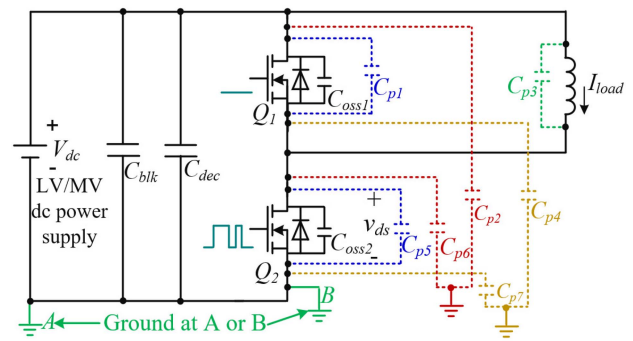 +
V_dc
-
LV/MV
dc power
supply
C_blk
C_dec
Q_1
C_oss1
C_p1
C_p2
C_p3
I_load
C_p4
Q_2
C_oss2
+
v_ds
-
C_p5
C_p6
C_p7
A
Ground at A or B
B